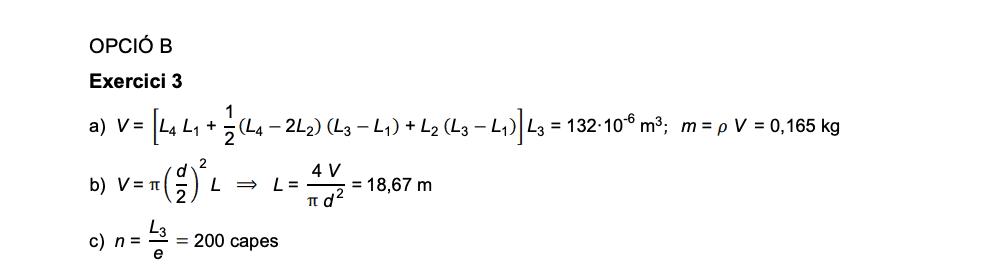 OPCIÓ B
Exercici 3
a) V = [L₄ L₁ + 1/2 (L₄ – 2L₂) (L₃ – L₁) + L₂ (L₃ – L₁)] L₃ = 132·10⁻⁶ m³; m = ρ V = 0,165 kg
b) V = π (d/2)² L ⟹ L = 4 V / π d² = 18,67 m
c) n = L₃/e = 200 capes